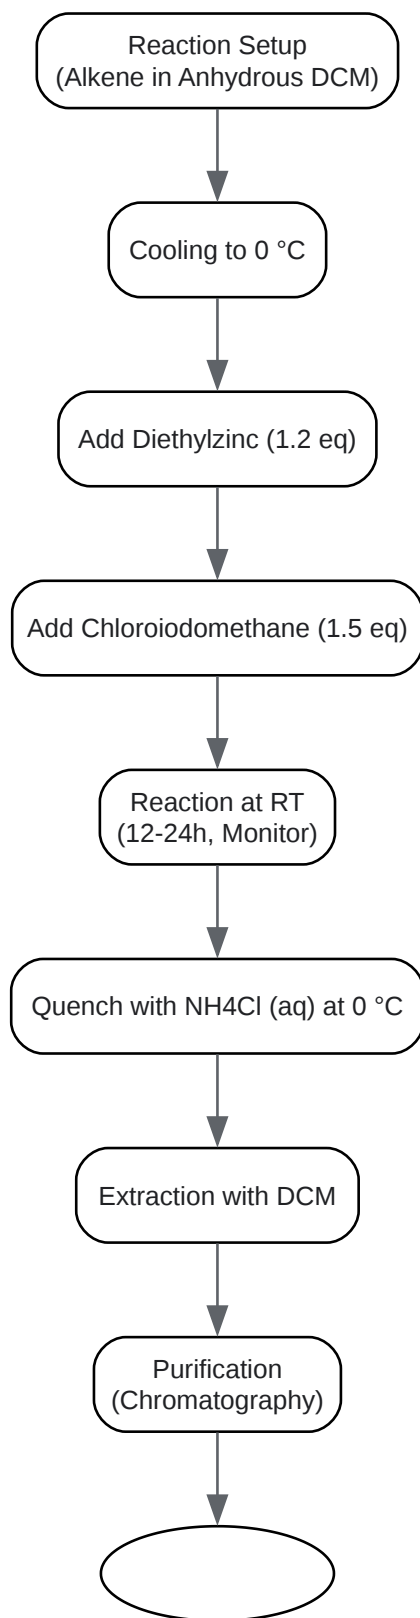 Reaction Setup
(Alkene in Anhydrous DCM)
Cooling to 0 °C
Add Diethylzinc (1.2 eq)
Add Chloroiodomethane (1.5 eq)
Reaction at RT
(12-24h, Monitor)
Quench with NH4Cl (aq) at 0 °C
Extraction with DCM
Purification
(Chromatography)